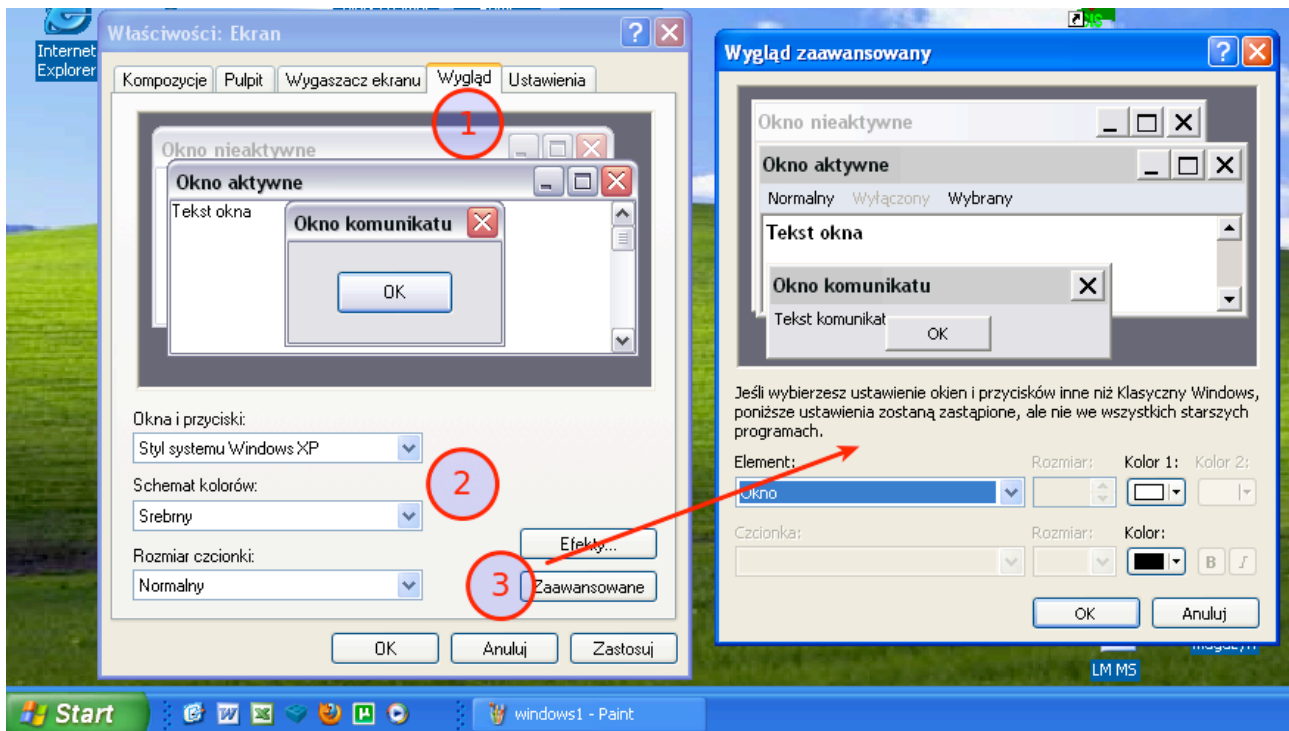 Internet
Explorer
Właściwości: Ekran
Kompozycje Pulpit Wygaszacz ekranu Wygląd Ustawienia
1
Okno nieaktywne
Okno aktywne
Tekst okna
Okno komunikatu
OK
Okna i przyciski:
Styl systemu Windows XP
2
Schemat kolorów:
Srebrny
Efekty...
Rozmiar czcionki:
Normalny
3
Zaawansowane
OK Anuluj Zastosuj
Wygląd zaawansowany
Okno nieaktywne
Okno aktywne
Normalny Wyłączony Wybrany
Tekst okna
Okno komunikatu
Tekst komunikat
OK
Jeśli wybierzesz ustawienie okien i przycisków inne niż Klasyczny Windows,
poniższe ustawienia zostaną zastąpione, ale nie we wszystkich starszych
programach.
Element: Rozmiar: Kolor 1: Kolor 2:
Okno
Czcionka: Rozmiar: Kolor:
B I
OK Anuluj
LM MS
Start windows1 - Paint